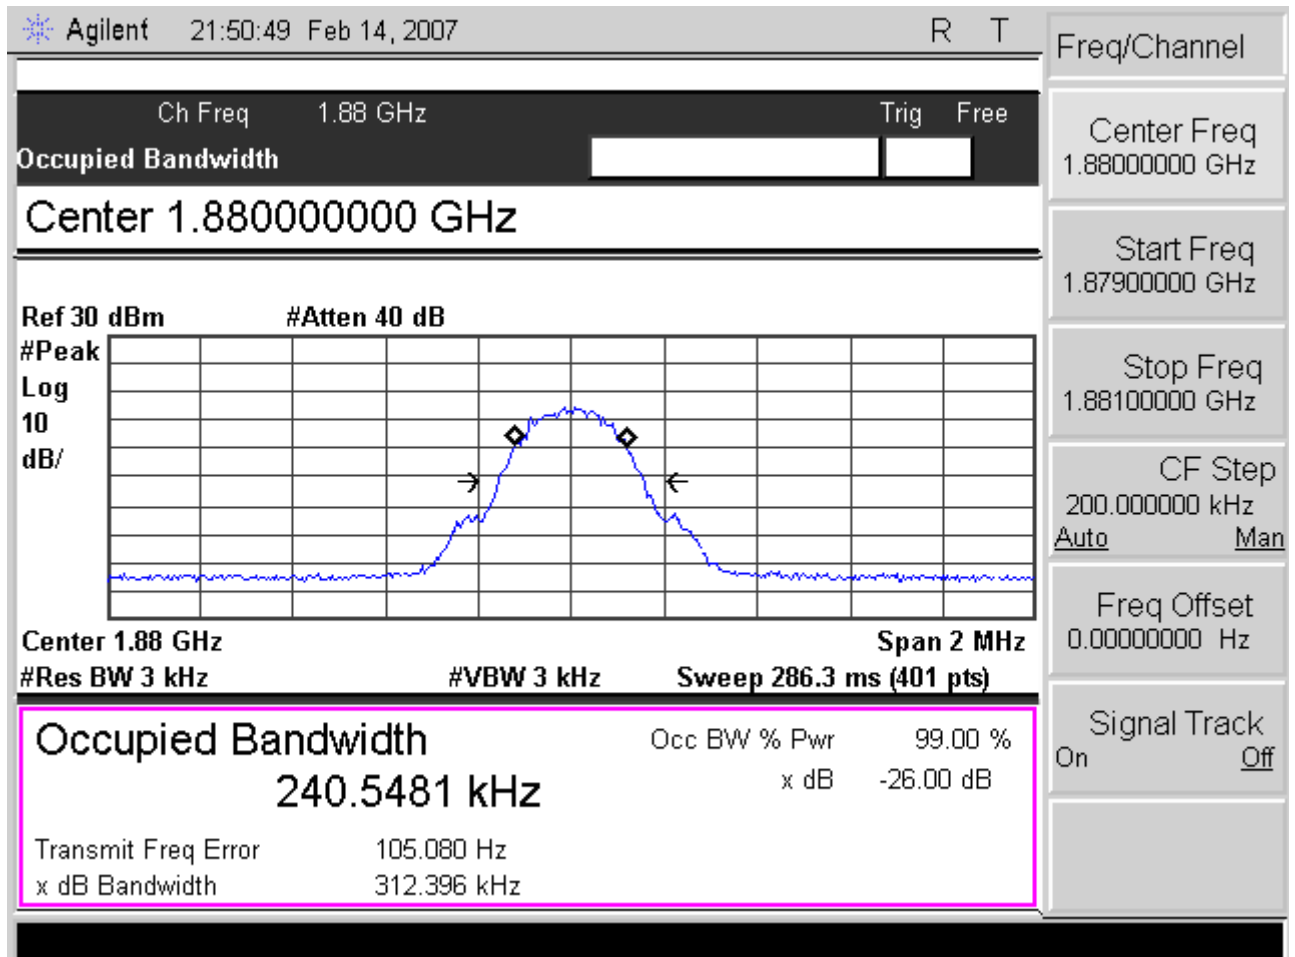 Agilent 21:50:49 Feb 14, 2007 R T
Freq/Channel
Ch Freq 1.88 GHz Trig Free
Occupied Bandwidth
Center 1.880000000 GHz
Ref 30 dBm #Atten 40 dB
#Peak
Log
10
dB/
Center 1.88 GHz Span 2 MHz
#Res BW 3 kHz #VBW 3 kHz Sweep 286.3 ms (401 pts)
Occupied Bandwidth Occ BW % Pwr 99.00 %
240.5481 kHz x dB -26.00 dB
Transmit Freq Error 105.080 Hz
x dB Bandwidth 312.396 kHz
Center Freq
1.88000000 GHz
Start Freq
1.87900000 GHz
Stop Freq
1.88100000 GHz
CF Step
200.000000 kHz
Auto Man
Freq Offset
0.00000000 Hz
Signal Track
On Off